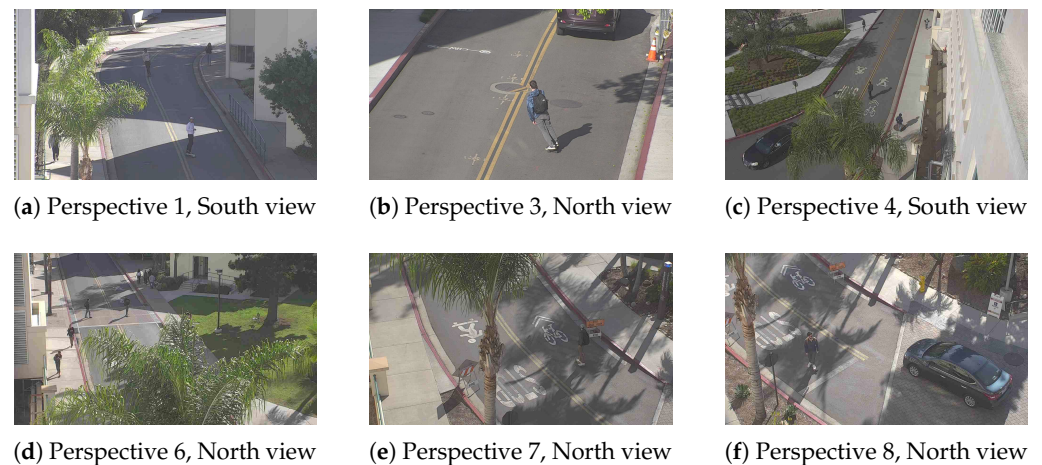 (a) Perspective 1, South view
(b) Perspective 3, North view
(c) Perspective 4, South view
(d) Perspective 6, North view
(e) Perspective 7, North view
(f) Perspective 8, North view